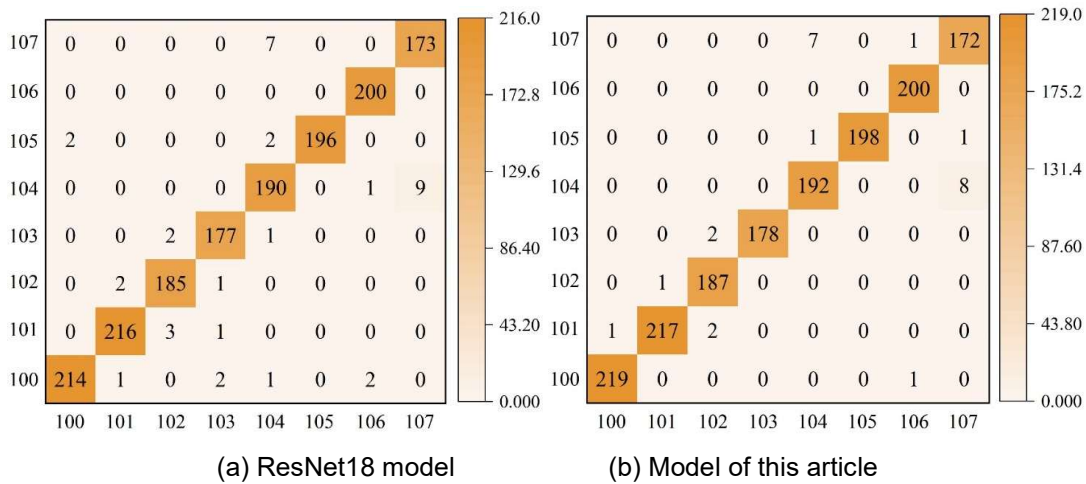 107 0 0 0 0 7 0 0 173
106 0 0 0 0 0 0 200 0
105 2 0 0 0 2 196 0 0
104 0 0 0 0 190 0 1 9
103 0 0 2 177 1 0 0 0
102 0 2 185 1 0 0 0 0
101 0 216 3 1 0 0 0 0
100 214 1 0 2 1 0 2 0
100 101 102 103 104 105 106 107
216.0
172.8
129.6
86.40
43.20
0.000
(a) ResNet18 model
107 0 0 0 0 7 0 1 172
106 0 0 0 0 0 0 200 0
105 0 0 0 0 1 198 0 1
104 0 0 0 0 192 0 0 8
103 0 0 2 178 0 0 0 0
102 0 1 187 0 0 0 0 0
101 1 217 2 0 0 0 0 0
100 219 0 0 0 0 0 1 0
100 101 102 103 104 105 106 107
219.0
175.2
131.4
87.60
43.80
0.000
(b) Model of this article